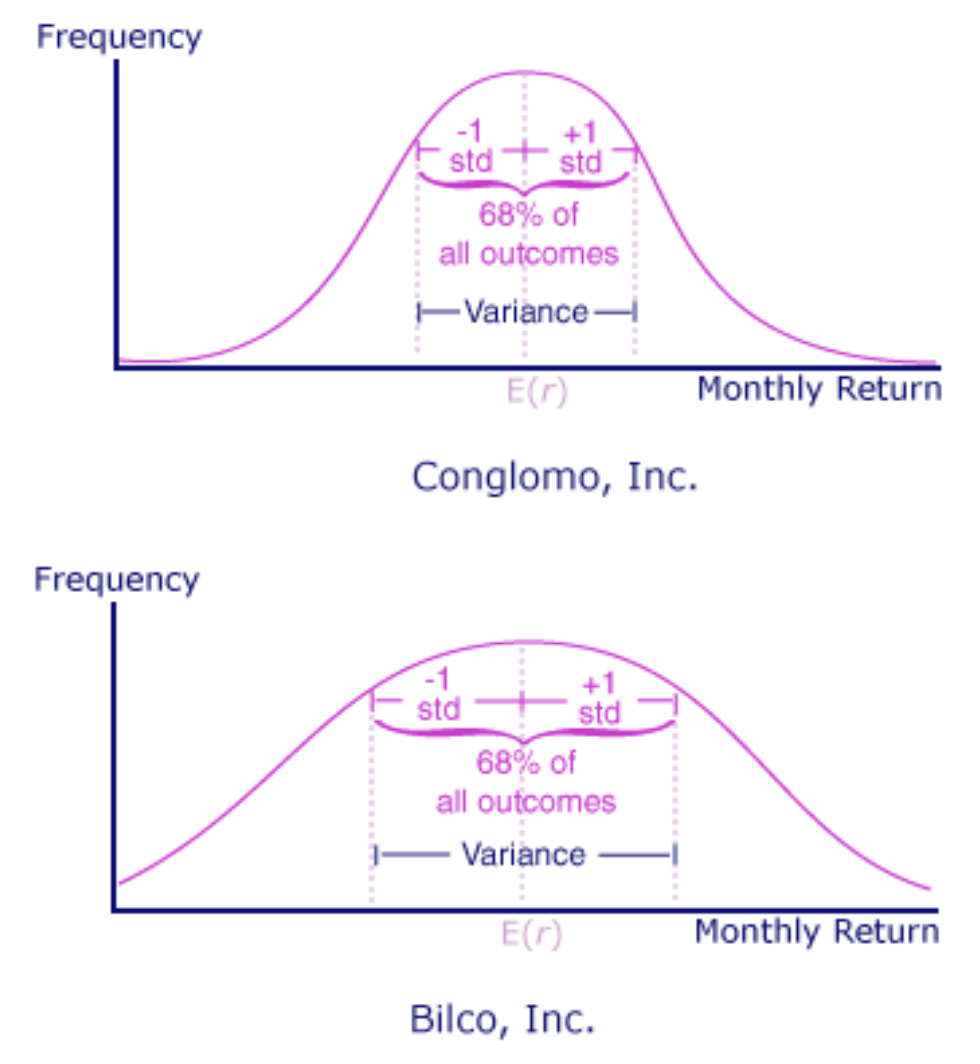 Frequency
-1 +1
std std
68% of
all outcomes
Variance
E(r)
Monthly Return
Conglomo, Inc.
Frequency
-1 +1
std std
68% of
all outcomes
Variance
E(r)
Monthly Return
Bilco, Inc.